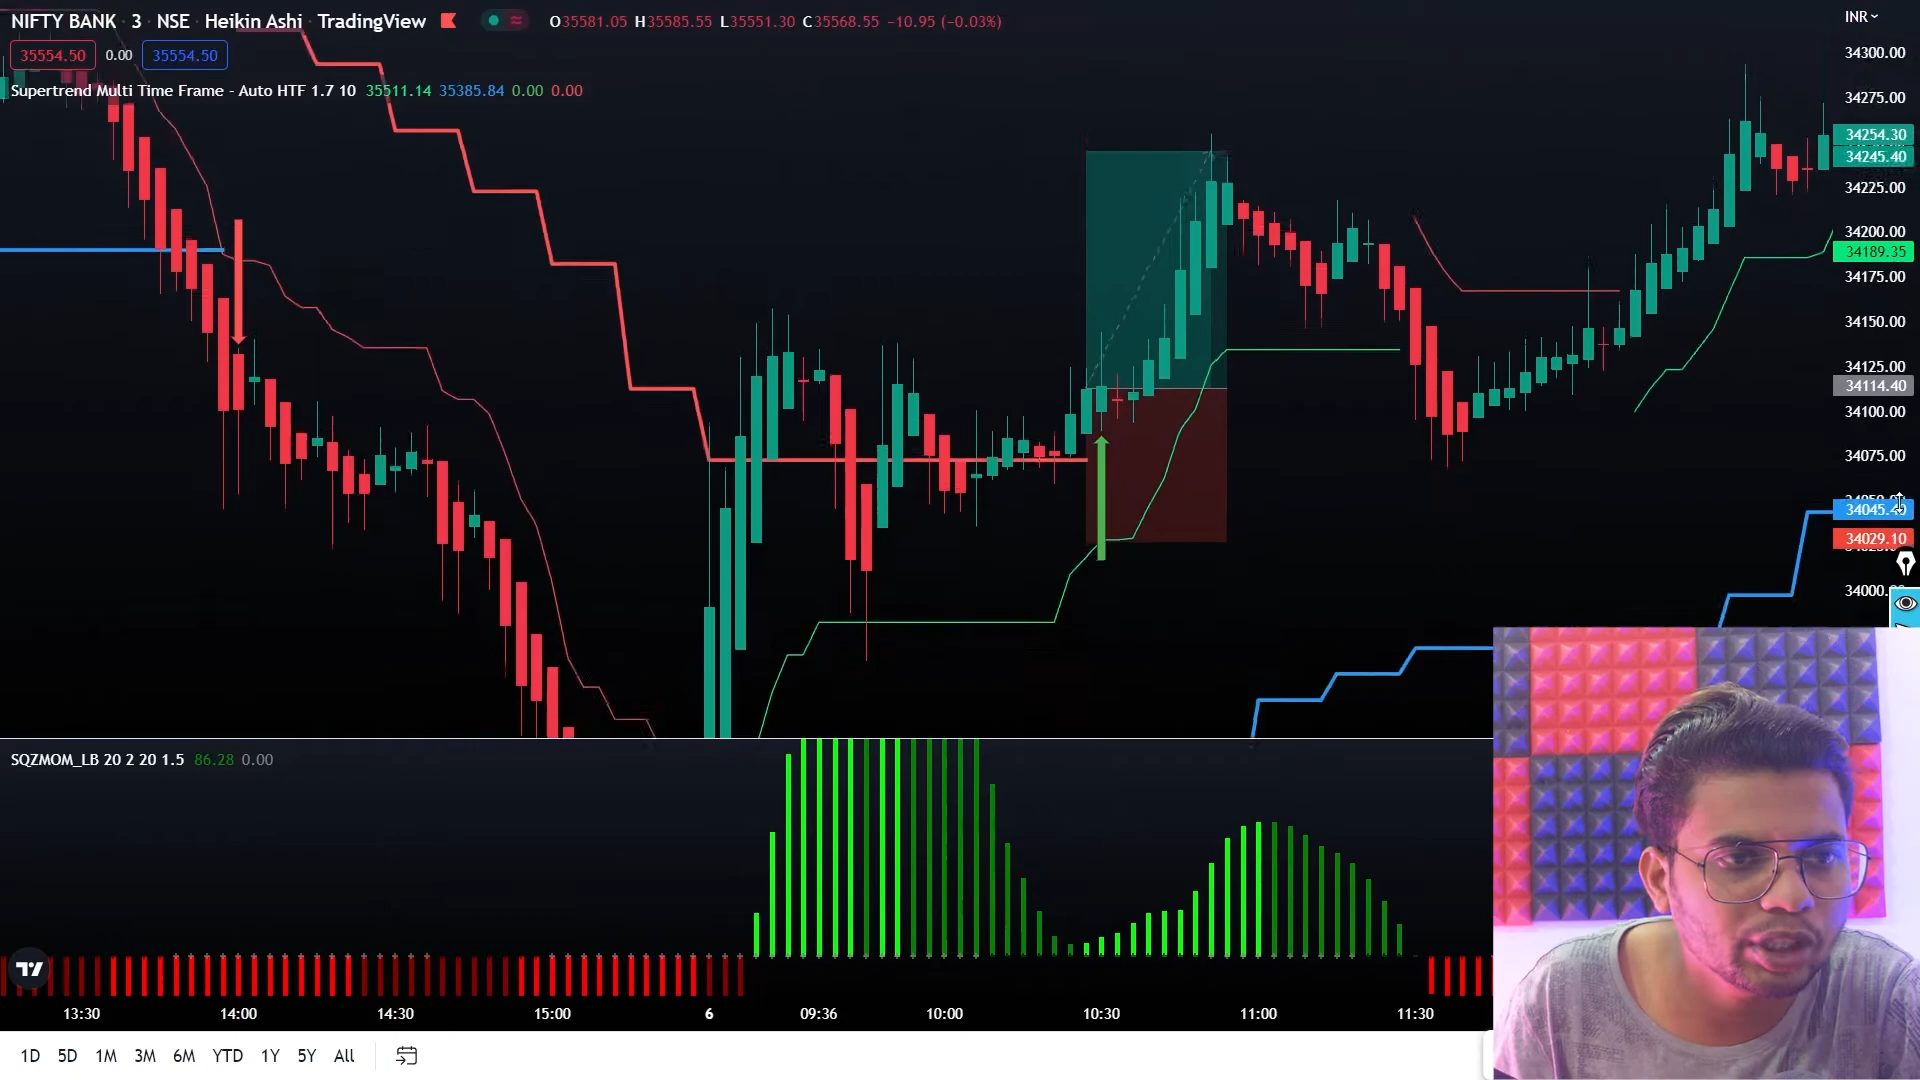 NIFTY BANK · 3 · NSE · Heikin Ashi · TradingView O35581.05 H35585.55 L35551.30 C35568.55 −10.95 (−0.03%)
INR
35554.50 0.00 35554.50
Supertrend Multi Time Frame - Auto HTF 1.7 10 35511.14 35385.84 0.00 0.00
34300.00
34275.00
34254.30
34245.40
34225.00
34200.00
34189.35
34175.00
34150.00
34125.00
34114.40
34100.00
34075.00
34045.40
34029.10
SQZMOM_LB 20 2 20 1.5 86.28 0.00
13:30 14:00 14:30 15:00 6 09:36 10:00 10:30 11:00 11:30
1D 5D 1M 3M 6M YTD 1Y 5Y All